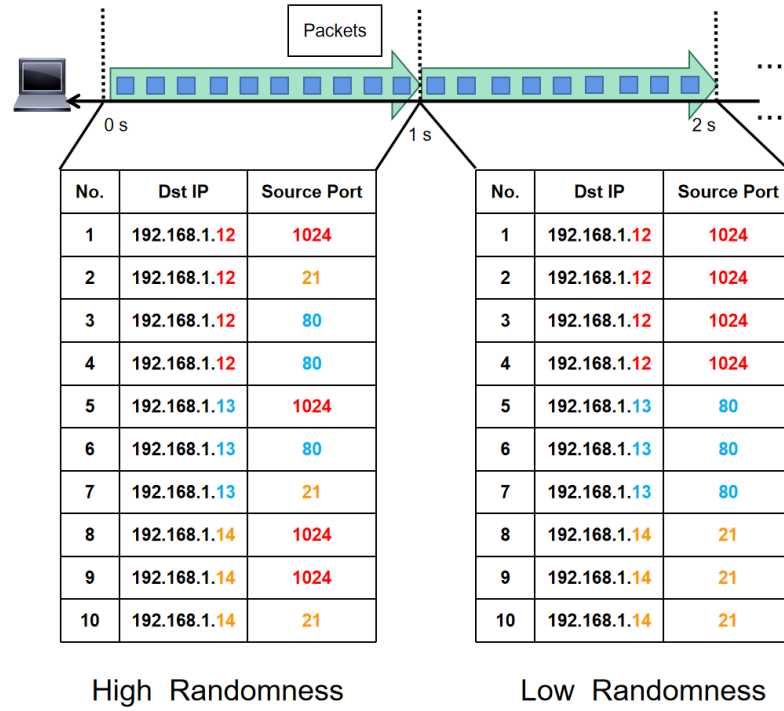 Packets
....
....
0 s
1 s
2 s
No. Dst IP Source Port
1 192.168.1.12 1024
2 192.168.1.12 21
3 192.168.1.12 80
4 192.168.1.12 80
5 192.168.1.13 1024
6 192.168.1.13 80
7 192.168.1.13 21
8 192.168.1.14 1024
9 192.168.1.14 1024
10 192.168.1.14 21
High Randomness
No. Dst IP Source Port
1 192.168.1.12 1024
2 192.168.1.12 1024
3 192.168.1.12 1024
4 192.168.1.12 1024
5 192.168.1.13 80
6 192.168.1.13 80
7 192.168.1.13 80
8 192.168.1.14 21
9 192.168.1.14 21
10 192.168.1.14 21
Low Randomness